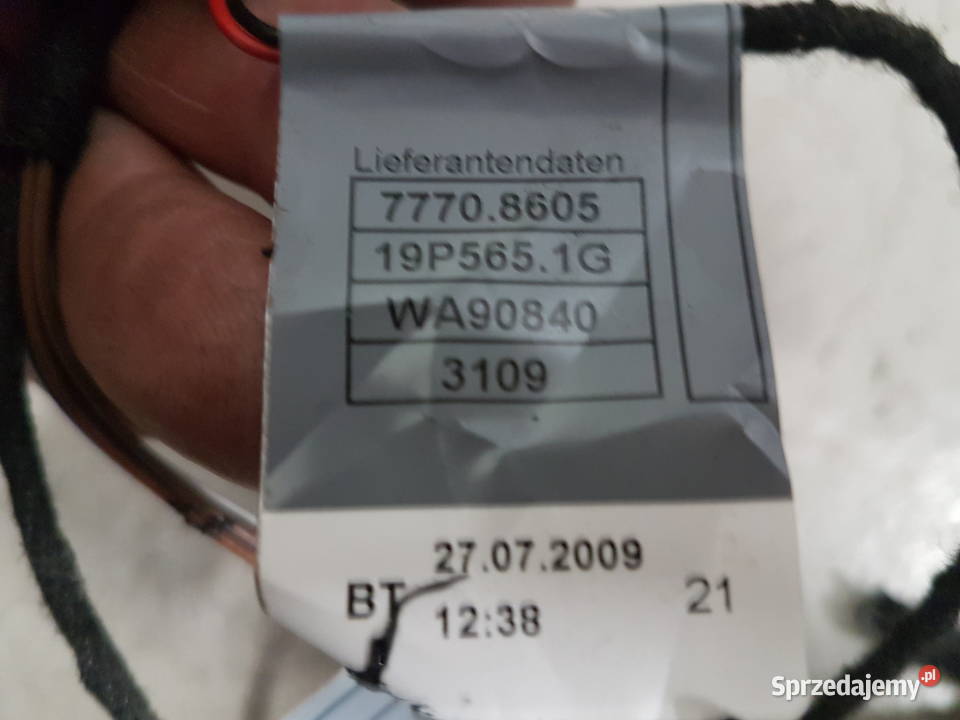 Lieferantendaten
7770.8605
19P565.1G
WA90840
3109
27.07.2009
BT
12:38
21
Sprzedajemy.pl